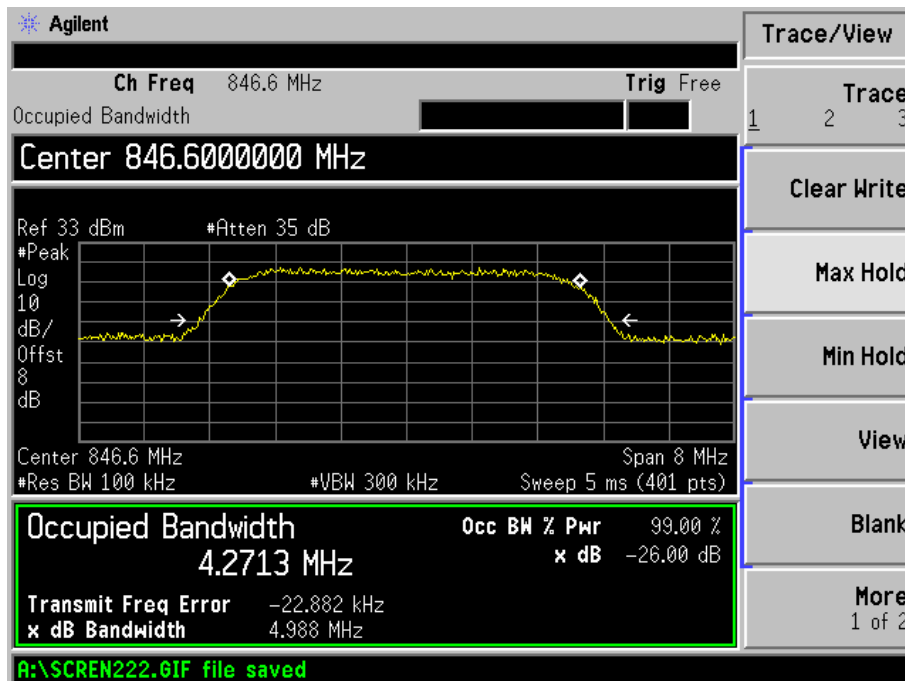 Agilent
Trace/View
Ch Freq 846.6 MHz Trig Free
Occupied Bandwidth
Center 846.6000000 MHz
Ref 33 dBm #Atten 35 dB
#Peak
Log
10
dB/
Offst
8
dB
Center 846.6 MHz Span 8 MHz
#Res BW 100 kHz #VBW 300 kHz Sweep 5 ms (401 pts)
Occupied Bandwidth Occ BW % Pwr 99.00 %
4.2713 MHz x dB -26.00 dB
Transmit Freq Error -22.882 kHz
x dB Bandwidth 4.988 MHz
A:\SCREN222.GIF file saved
Trace
1 2 3
Clear Write
Max Hold
Min Hold
View
Blank
More
1 of 2